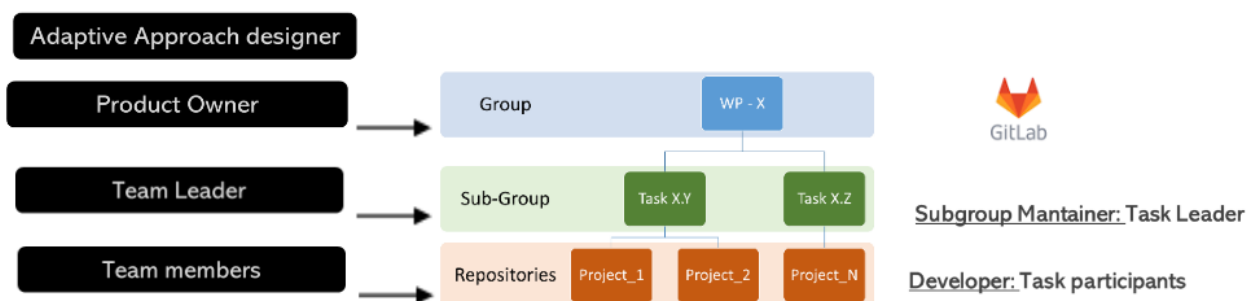 Adaptive Approach designer
Product Owner
Group
WP - X
GitLab
Team Leader
Sub-Group
Task X.Y
Task X.Z
Subgroup Mantainer: Task Leader
Team members
Repositories
Project_1
Project_2
Project_N
Developer: Task participants